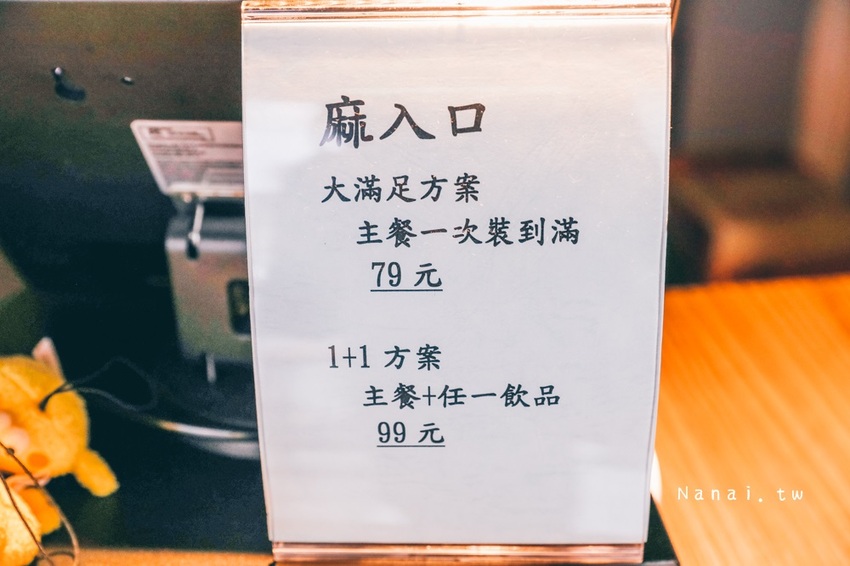 麻入口
大滿足方案
主餐一次裝到滿
79 元
1+1 方案
主餐+任一飲品
99 元
Nanai.tw